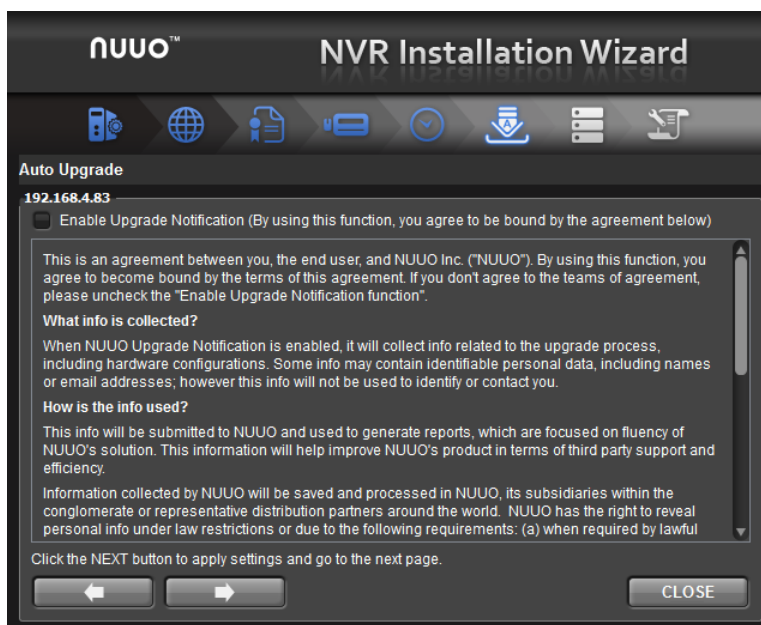 nuuo™
NVR Installation Wizard
Auto Upgrade
192.168.4.83
Enable Upgrade Notification (By using this function, you agree to be bound by the agreement below)
This is an agreement between you, the end user, and NUUO Inc. ("NUUO"). By using this function, you
agree to become bound by the terms of this agreement. If you don't agree to the teams of agreement,
please uncheck the "Enable Upgrade Notification function".
What info is collected?
When NUUO Upgrade Notification is enabled, it will collect info related to the upgrade process,
including hardware configurations. Some info may contain identifiable personal data, including names
or email addresses; however this info will not be used to identify or contact you.
How is the info used?
This info will be submitted to NUUO and used to generate reports, which are focused on fluency of
NUUO's solution. This information will help improve NUUO's product in terms of third party support and
efficiency.
Information collected by NUUO will be saved and processed in NUUO, its subsidiaries within the
conglomerate or representative distribution partners around the world. NUUO has the right to reveal
personal info under law restrictions or due to the following requirements: (a) when required by lawful
Click the NEXT button to apply settings and go to the next page.
CLOSE